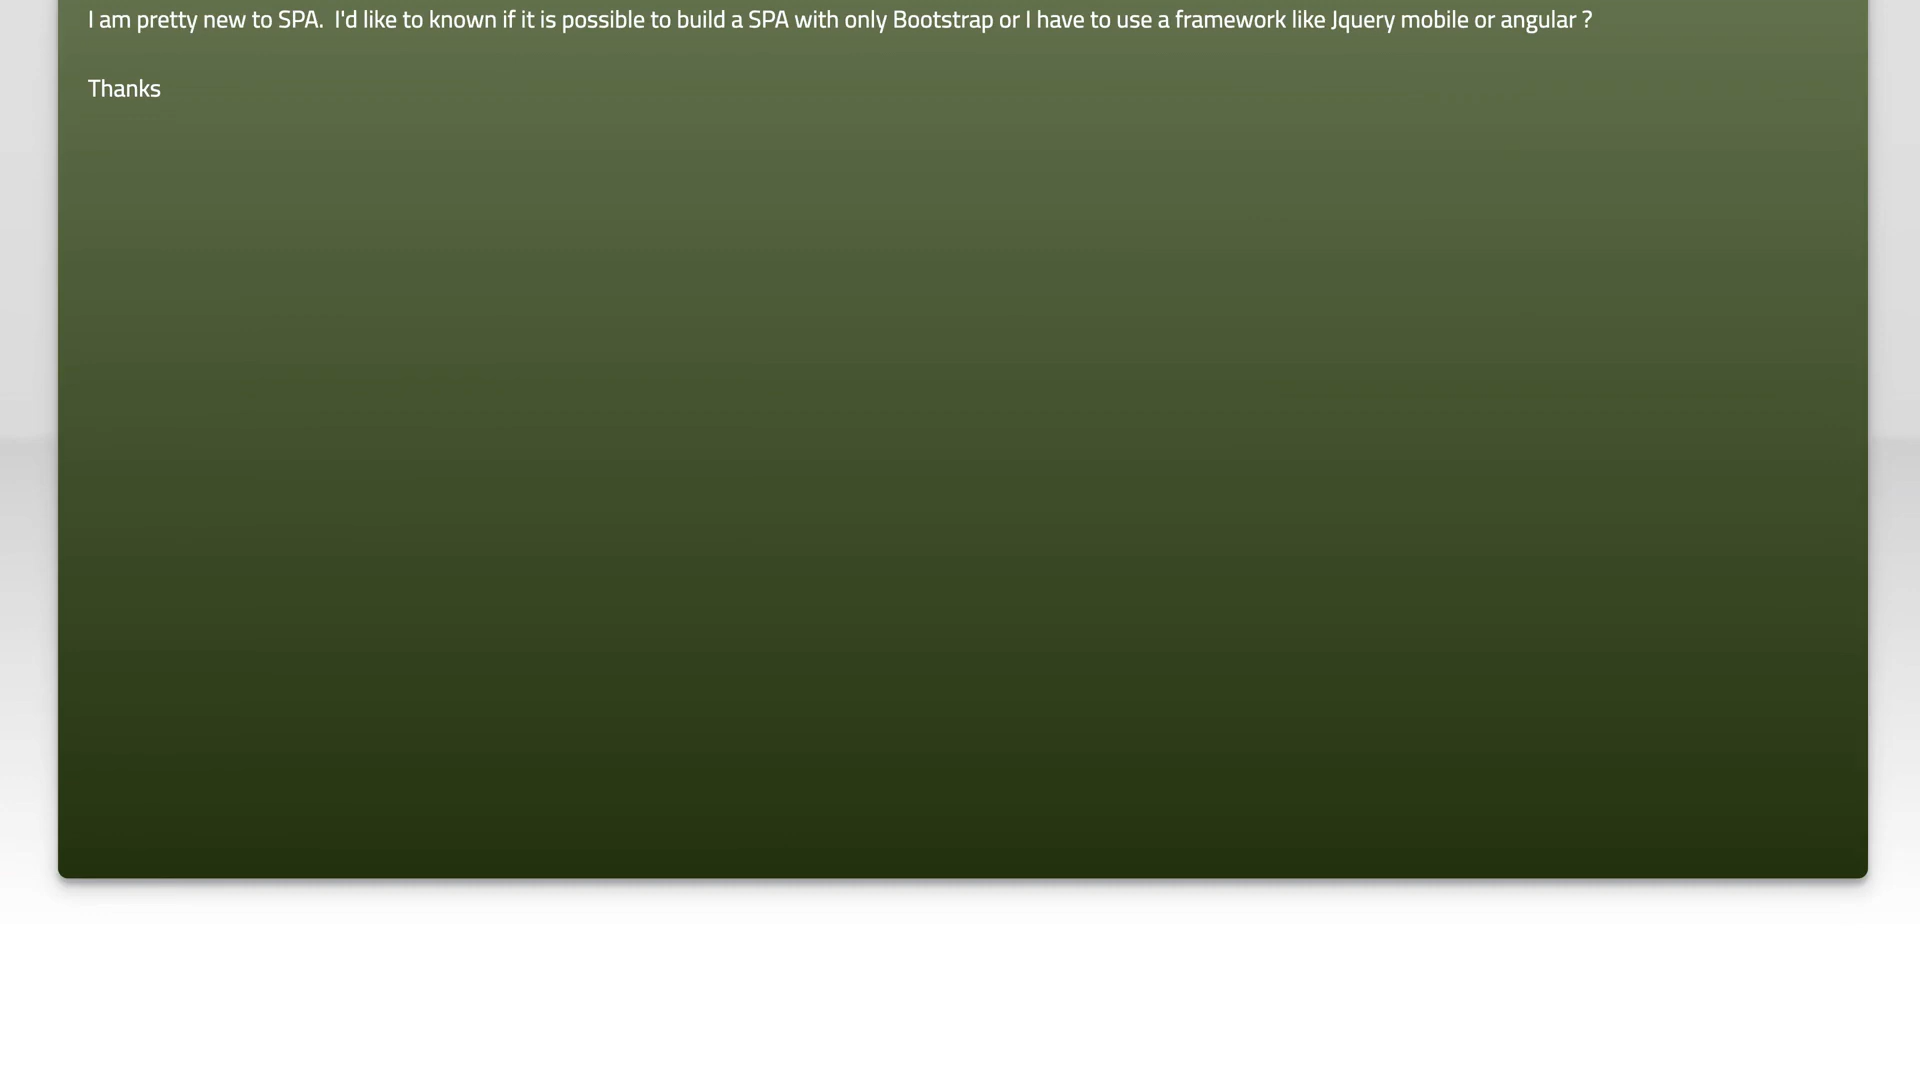 I am pretty new to SPA.  I'd like to known if it is possible to build a SPA with only Bootstrap or I have to use a framework like Jquery mobile or angular ?
Thanks